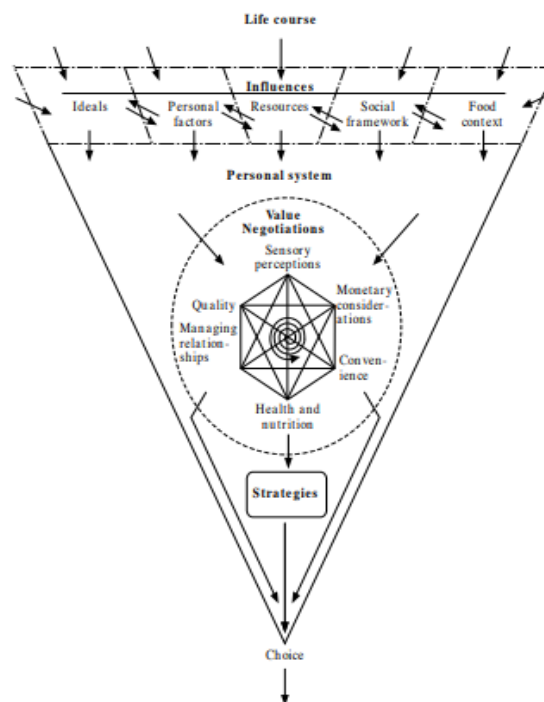 Life course
Influences
Ideals
Personal
factors
Resources
Social
framework
Food
context
Personal system
Value
Negotiations
Sensory
perceptions
Quality
Monetary
consider-
ations
Managing
relation-
ships
Conven-
ience
Health and
nutrition
Strategies
Choice